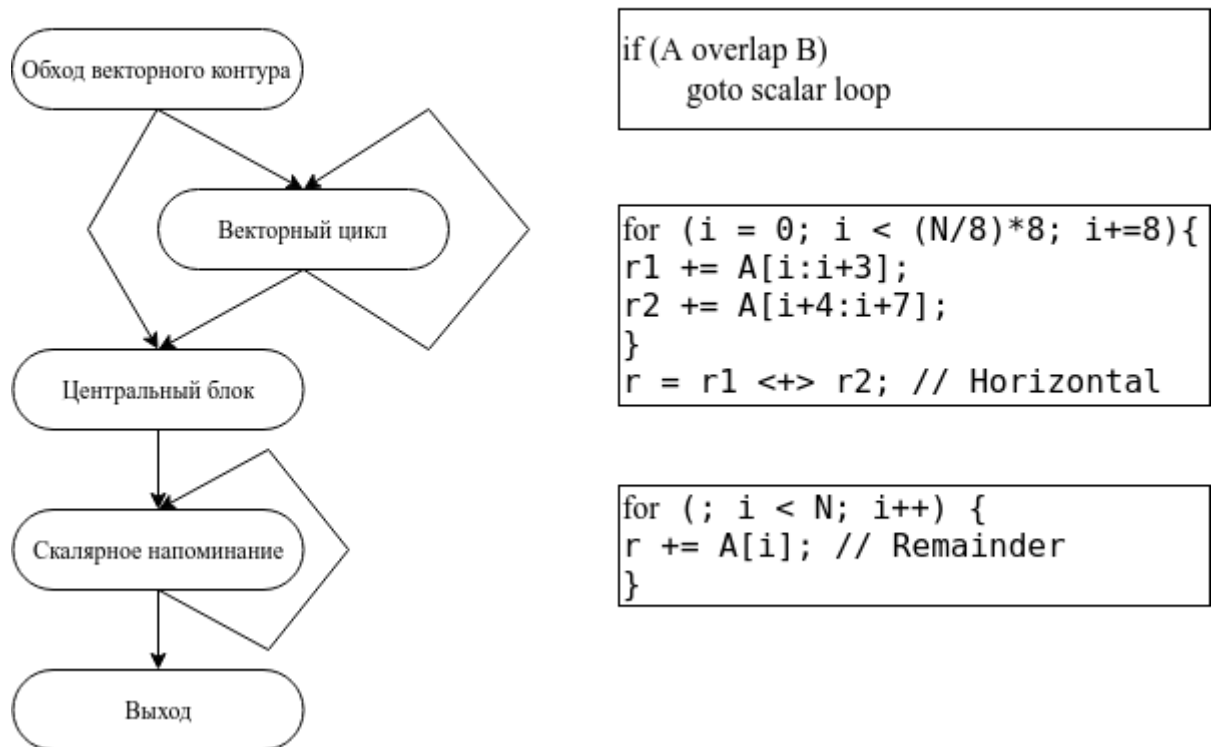 Обход векторного контура
Векторный цикл
Центральный блок
Скалярное напоминание
Выход
if (A overlap B)
goto scalar loop
for (i = 0; i < (N/8)*8; i+=8){
r1 += A[i:i+3];
r2 += A[i+4:i+7];
}
r = r1 <+> r2; // Horizontal
for (; i < N; i++) {
r += A[i]; // Remainder
}